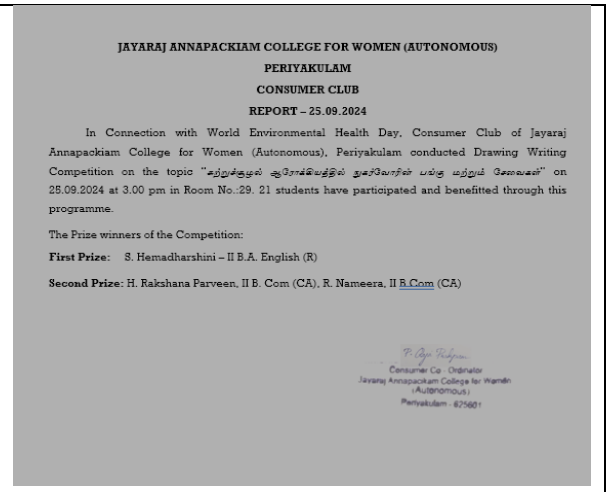 JAYARAJ ANNAPACKIAM COLLEGE FOR WOMEN (AUTONOMOUS)
PERIYAKULAM
CONSUMER CLUB
REPORT – 25.09.2024
In Connection with World Environmental Health Day, Consumer Club of Jayaraj
Annapackiam College for Women (Autonomous), Periyakulam conducted Drawing Writing
Competition on the topic “சுற்றுச்சூழல் ஆரோக்கியத்தில் நுகர்வோரின் பங்கு மற்றும் சேவைகள்” on
25.09.2024 at 3.00 pm in Room No.:29. 21 students have participated and benefitted through this
programme.
The Prize winners of the Competition:
First Prize: S. Hemadharshini – II B.A. English (R)
Second Prize: H. Rakshana Parveen, II B. Com (CA), R. Nameera, II B.Com (CA)
Consumer Co - Ordinator
Jayaraj Annapackiam College for Women
(Autonomous)
Periyakulam - 625601